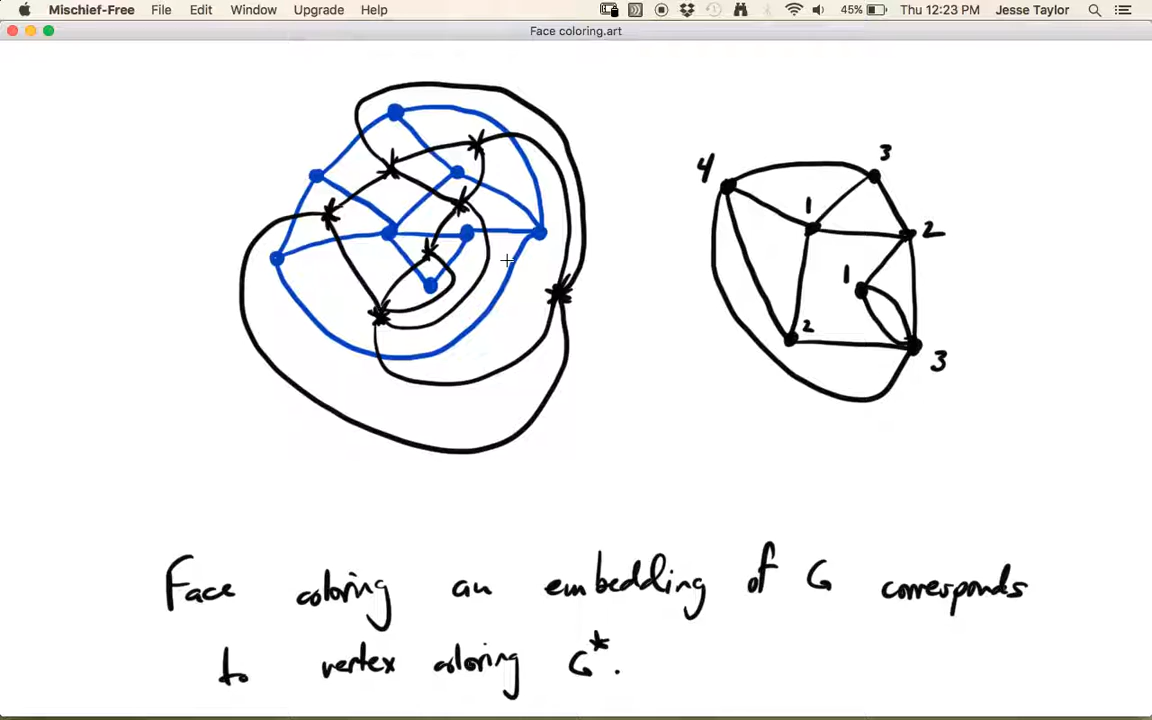 Mischief-Free File Edit Window Upgrade Help 45% Thu 12:23 PM Jesse Taylor
Face coloring.art
4 3
1 2
1
2
3
Face coloring an embedding of G corresponds
to vertex coloring G*.